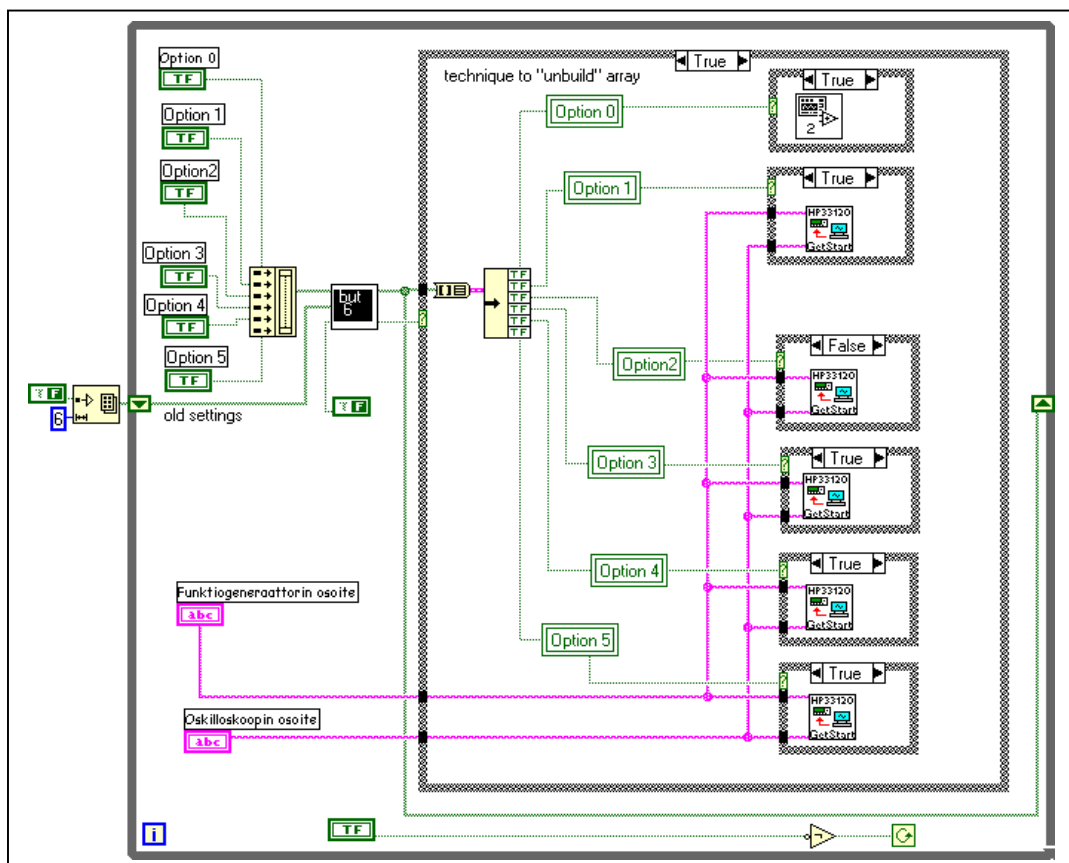 Option 0
TF
Option 1
TF
Option2
TF
Option 3
TF
Option 4
TF
Option 5
TF
but
6
F
6
old settings
F
True
technique to "unbuild" array
TF
TF
TF
TF
TF
TF
Option 0
Option 1
Option2
Option 3
Option 4
Option 5
True
2
True
HP33120
GetStart
False
HP33120
GetStart
True
HP33120
GetStart
True
HP33120
GetStart
True
HP33120
GetStart
Funktiogeneraattorin osoite
abc
Oskilloskoopin osoite
abc
i
TF